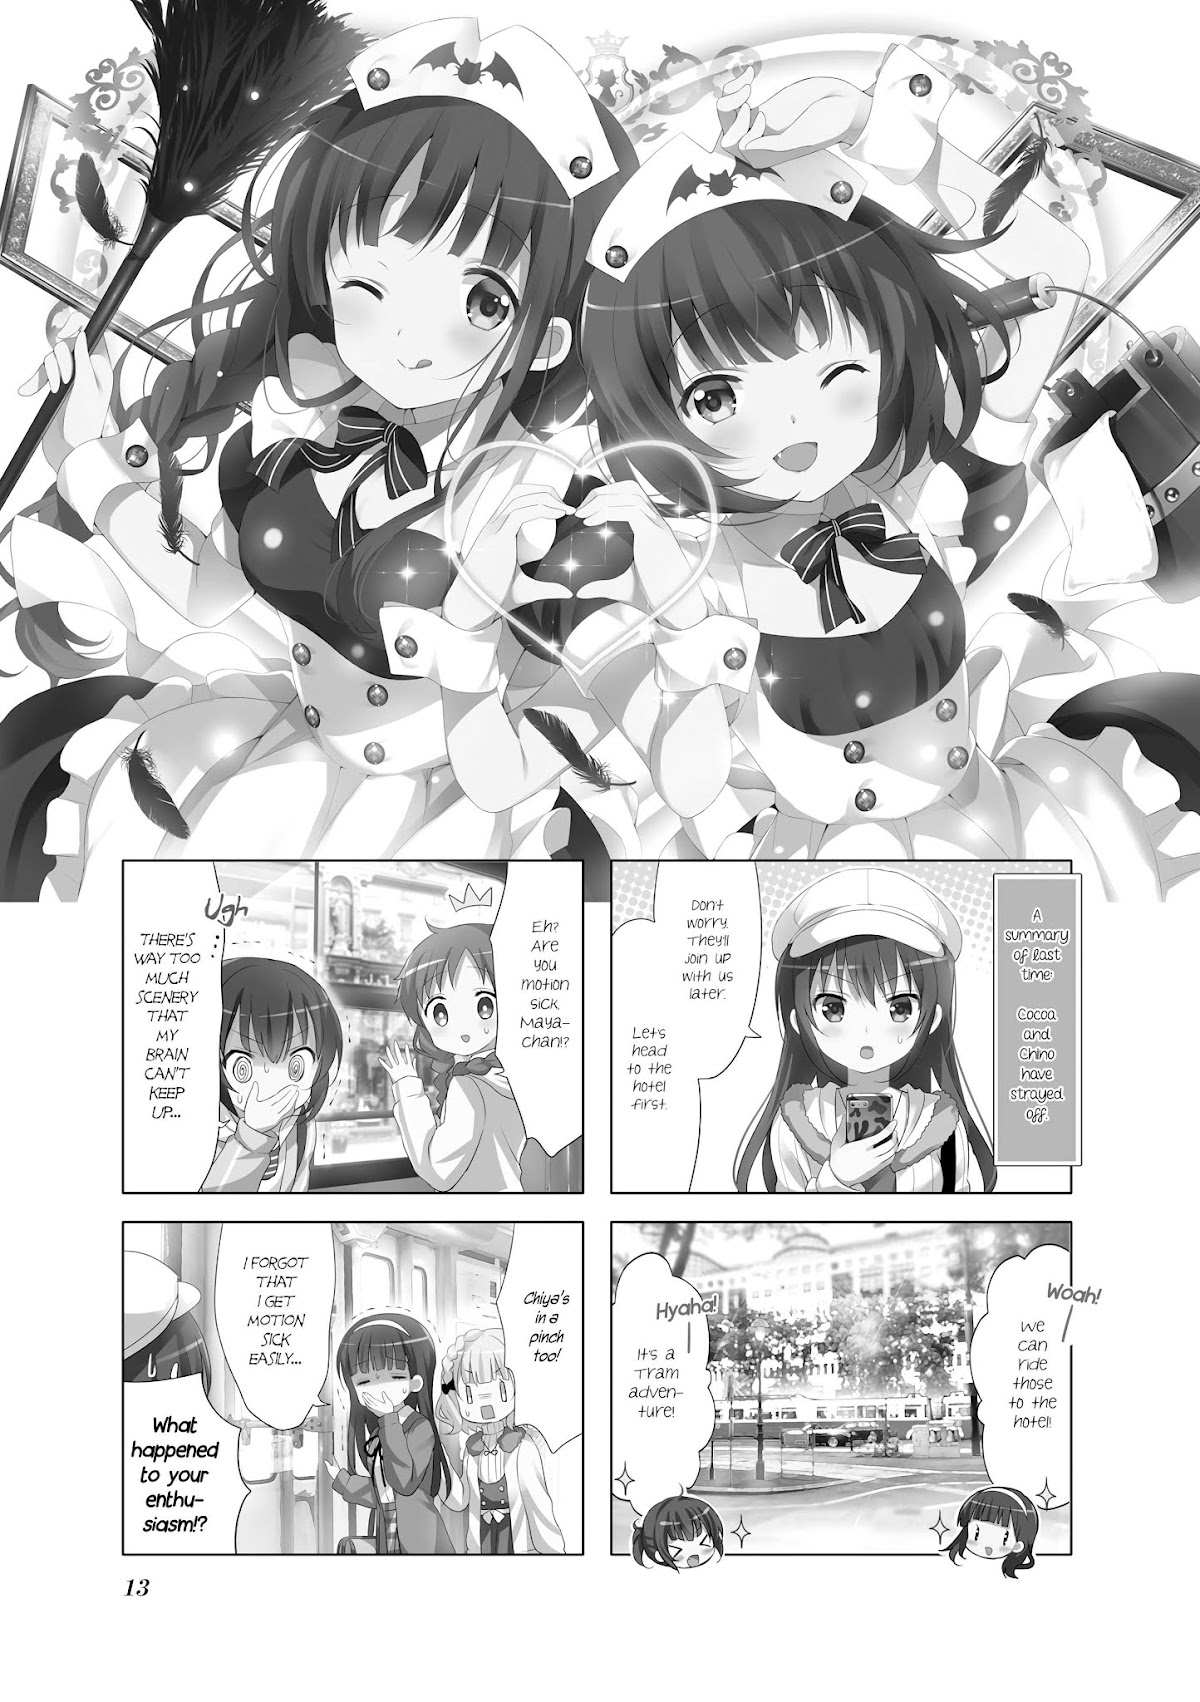 A
summary
of last
time:
Cocoa
and
Chino
have
strayed
off.
Don't
worry.
They'll
join up
with us
later.
Let's
head
to the
hotel
first.
Woah!
We
can
ride
those
to the
hotel!
Hyaha!
It's a
Tram
adven-
ture!
Eh?
Are
you
motion
sick,
Maya-
chan!?
Ugh
...
There's
way too
much
scenery
that
my
brain
can't
keep
up...
Chiya's
in a
pinch
too!
I forgot
that
I get
motion
sick
easily...
What
happened
to your
enthu-
siasm!?
13